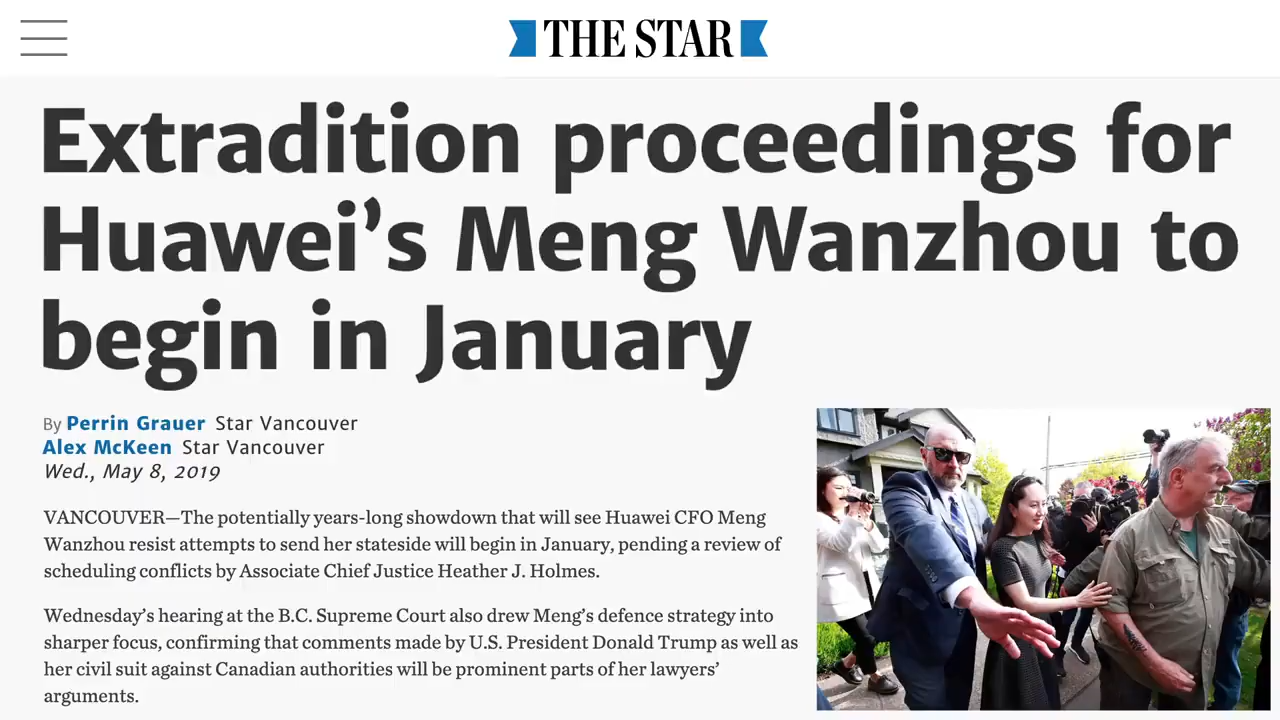 THE STAR
Extradition proceedings for
Huawei’s Meng Wanzhou to
begin in January
By Perrin Grauer Star Vancouver
Alex McKeen Star Vancouver
Wed., May 8, 2019
VANCOUVER—The potentially years-long showdown that will see Huawei CFO Meng
Wanzhou resist attempts to send her stateside will begin in January, pending a review of
scheduling conflicts by Associate Chief Justice Heather J. Holmes.
Wednesday’s hearing at the B.C. Supreme Court also drew Meng’s defence strategy into
sharper focus, confirming that comments made by U.S. President Donald Trump as well as
her civil suit against Canadian authorities will be prominent parts of her lawyers’
arguments.